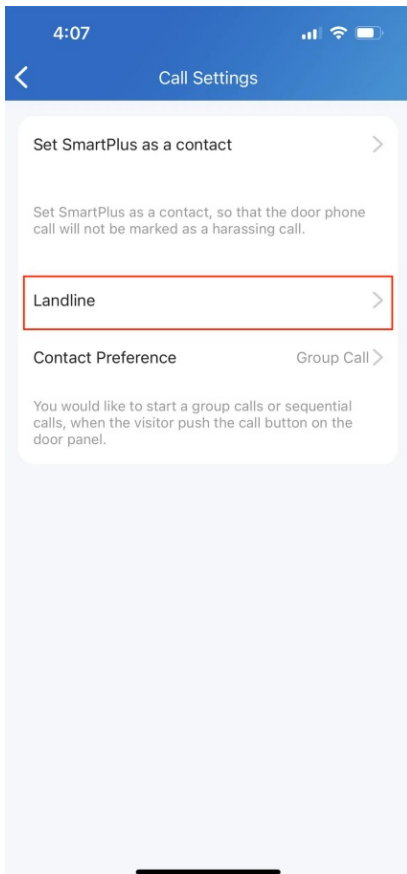 4:07
Call Settings
Set SmartPlus as a contact
Set SmartPlus as a contact, so that the door phone
call will not be marked as a harassing call.
Landline
Contact Preference Group Call
You would like to start a group calls or sequential
calls, when the visitor push the call button on the
door panel.